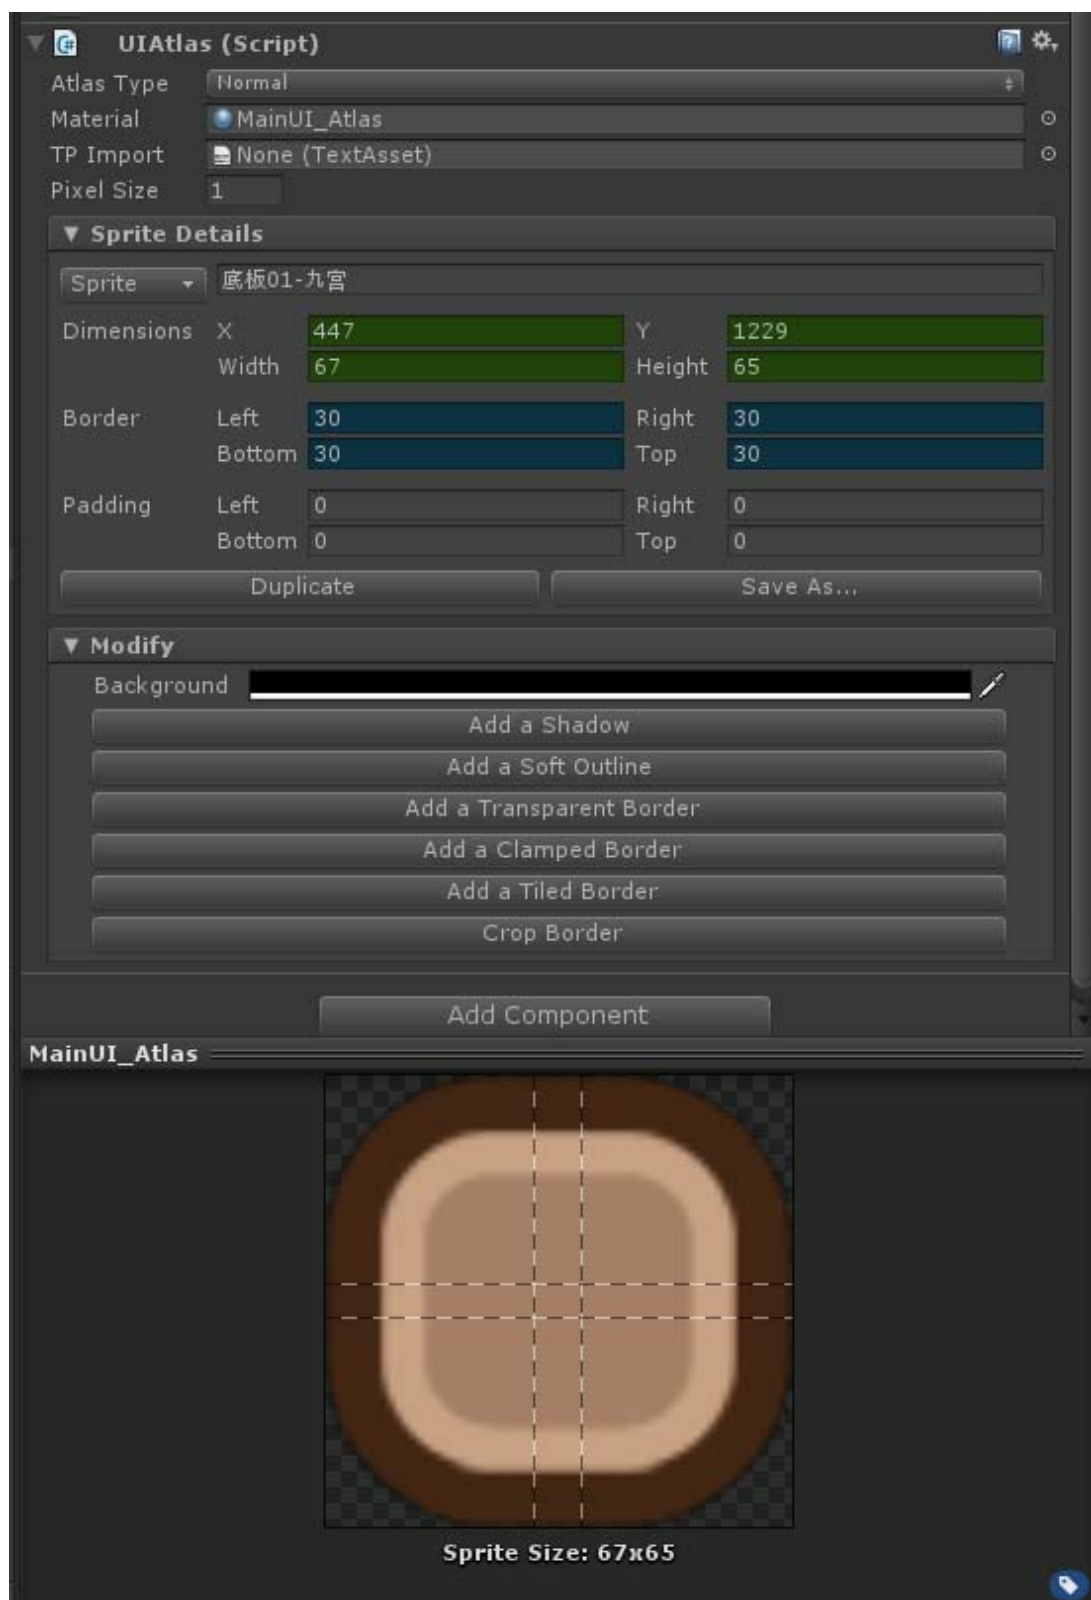 UIAtlas (Script)
Atlas Type Normal
Material MainUI_Atlas
TP Import None (TextAsset)
Pixel Size 1
▼ Sprite Details
Sprite 底板01-九宫
Dimensions X 447 Y 1229
Width 67 Height 65
Border Left 30 Right 30
Bottom 30 Top 30
Padding Left 0 Right 0
Bottom 0 Top 0
Duplicate Save As...
▼ Modify
Background
Add a Shadow
Add a Soft Outline
Add a Transparent Border
Add a Clamped Border
Add a Tiled Border
Crop Border
Add Component
MainUI_Atlas
Sprite Size: 67x65